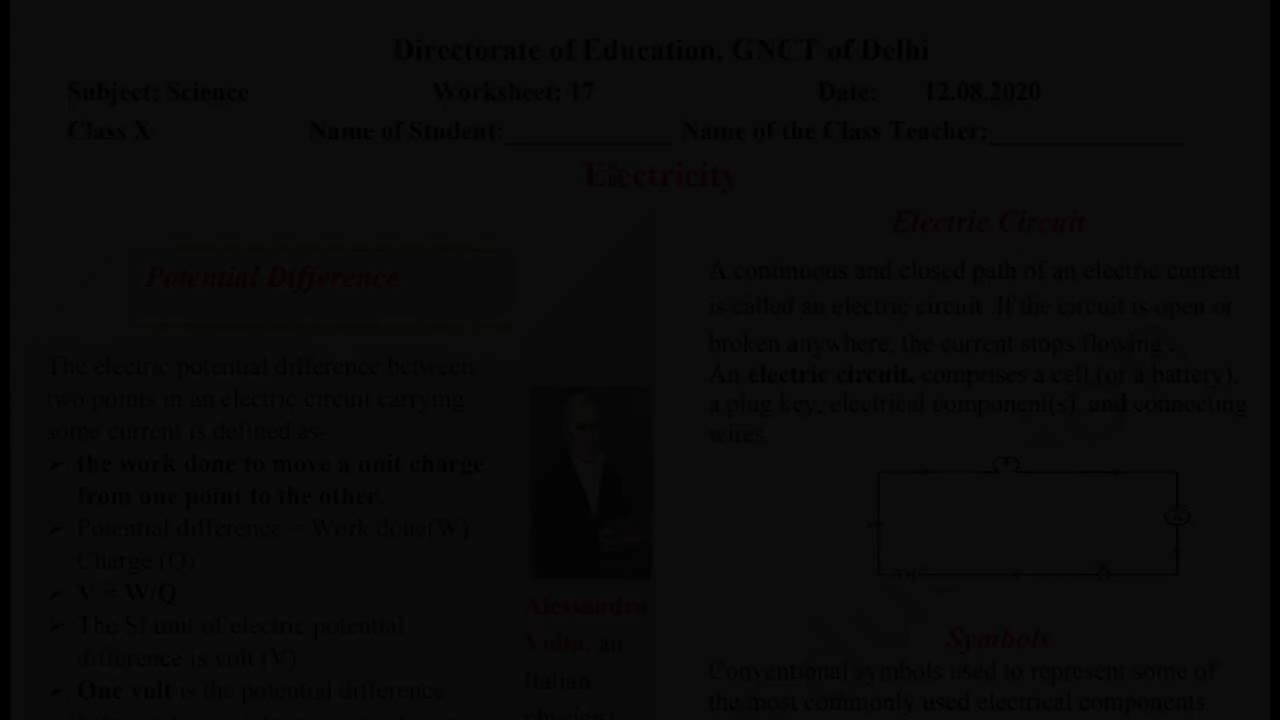 Directorate of Education, GNCT of Delhi
Subject: Science Worksheet: 17 Date: 12.08.2020
Class X Name of Student:____________ Name of the Class Teacher:______________
Electricity
Potential Difference
The electric potential difference between
two points in an electric circuit carrying
some current is defined as-
➢ the work done to move a unit charge
from one point to the other.
➢ Potential difference = Work done(W)
Charge (Q)
➢ V = W/Q
➢ The SI unit of electric potential
difference is volt (V)
➢ One volt is the potential difference
Alessandro
Volta, an
Italian
physicist
Electric Circuit
A continuous and closed path of an electric current
is called an electric circuit .If the circuit is open or
broken anywhere, the current stops flowing .
An electric circuit, comprises a cell (or a battery),
a plug key, electrical component(s), and connecting
wires.
Symbols
Conventional symbols used to represent some of
the most commonly used electrical components